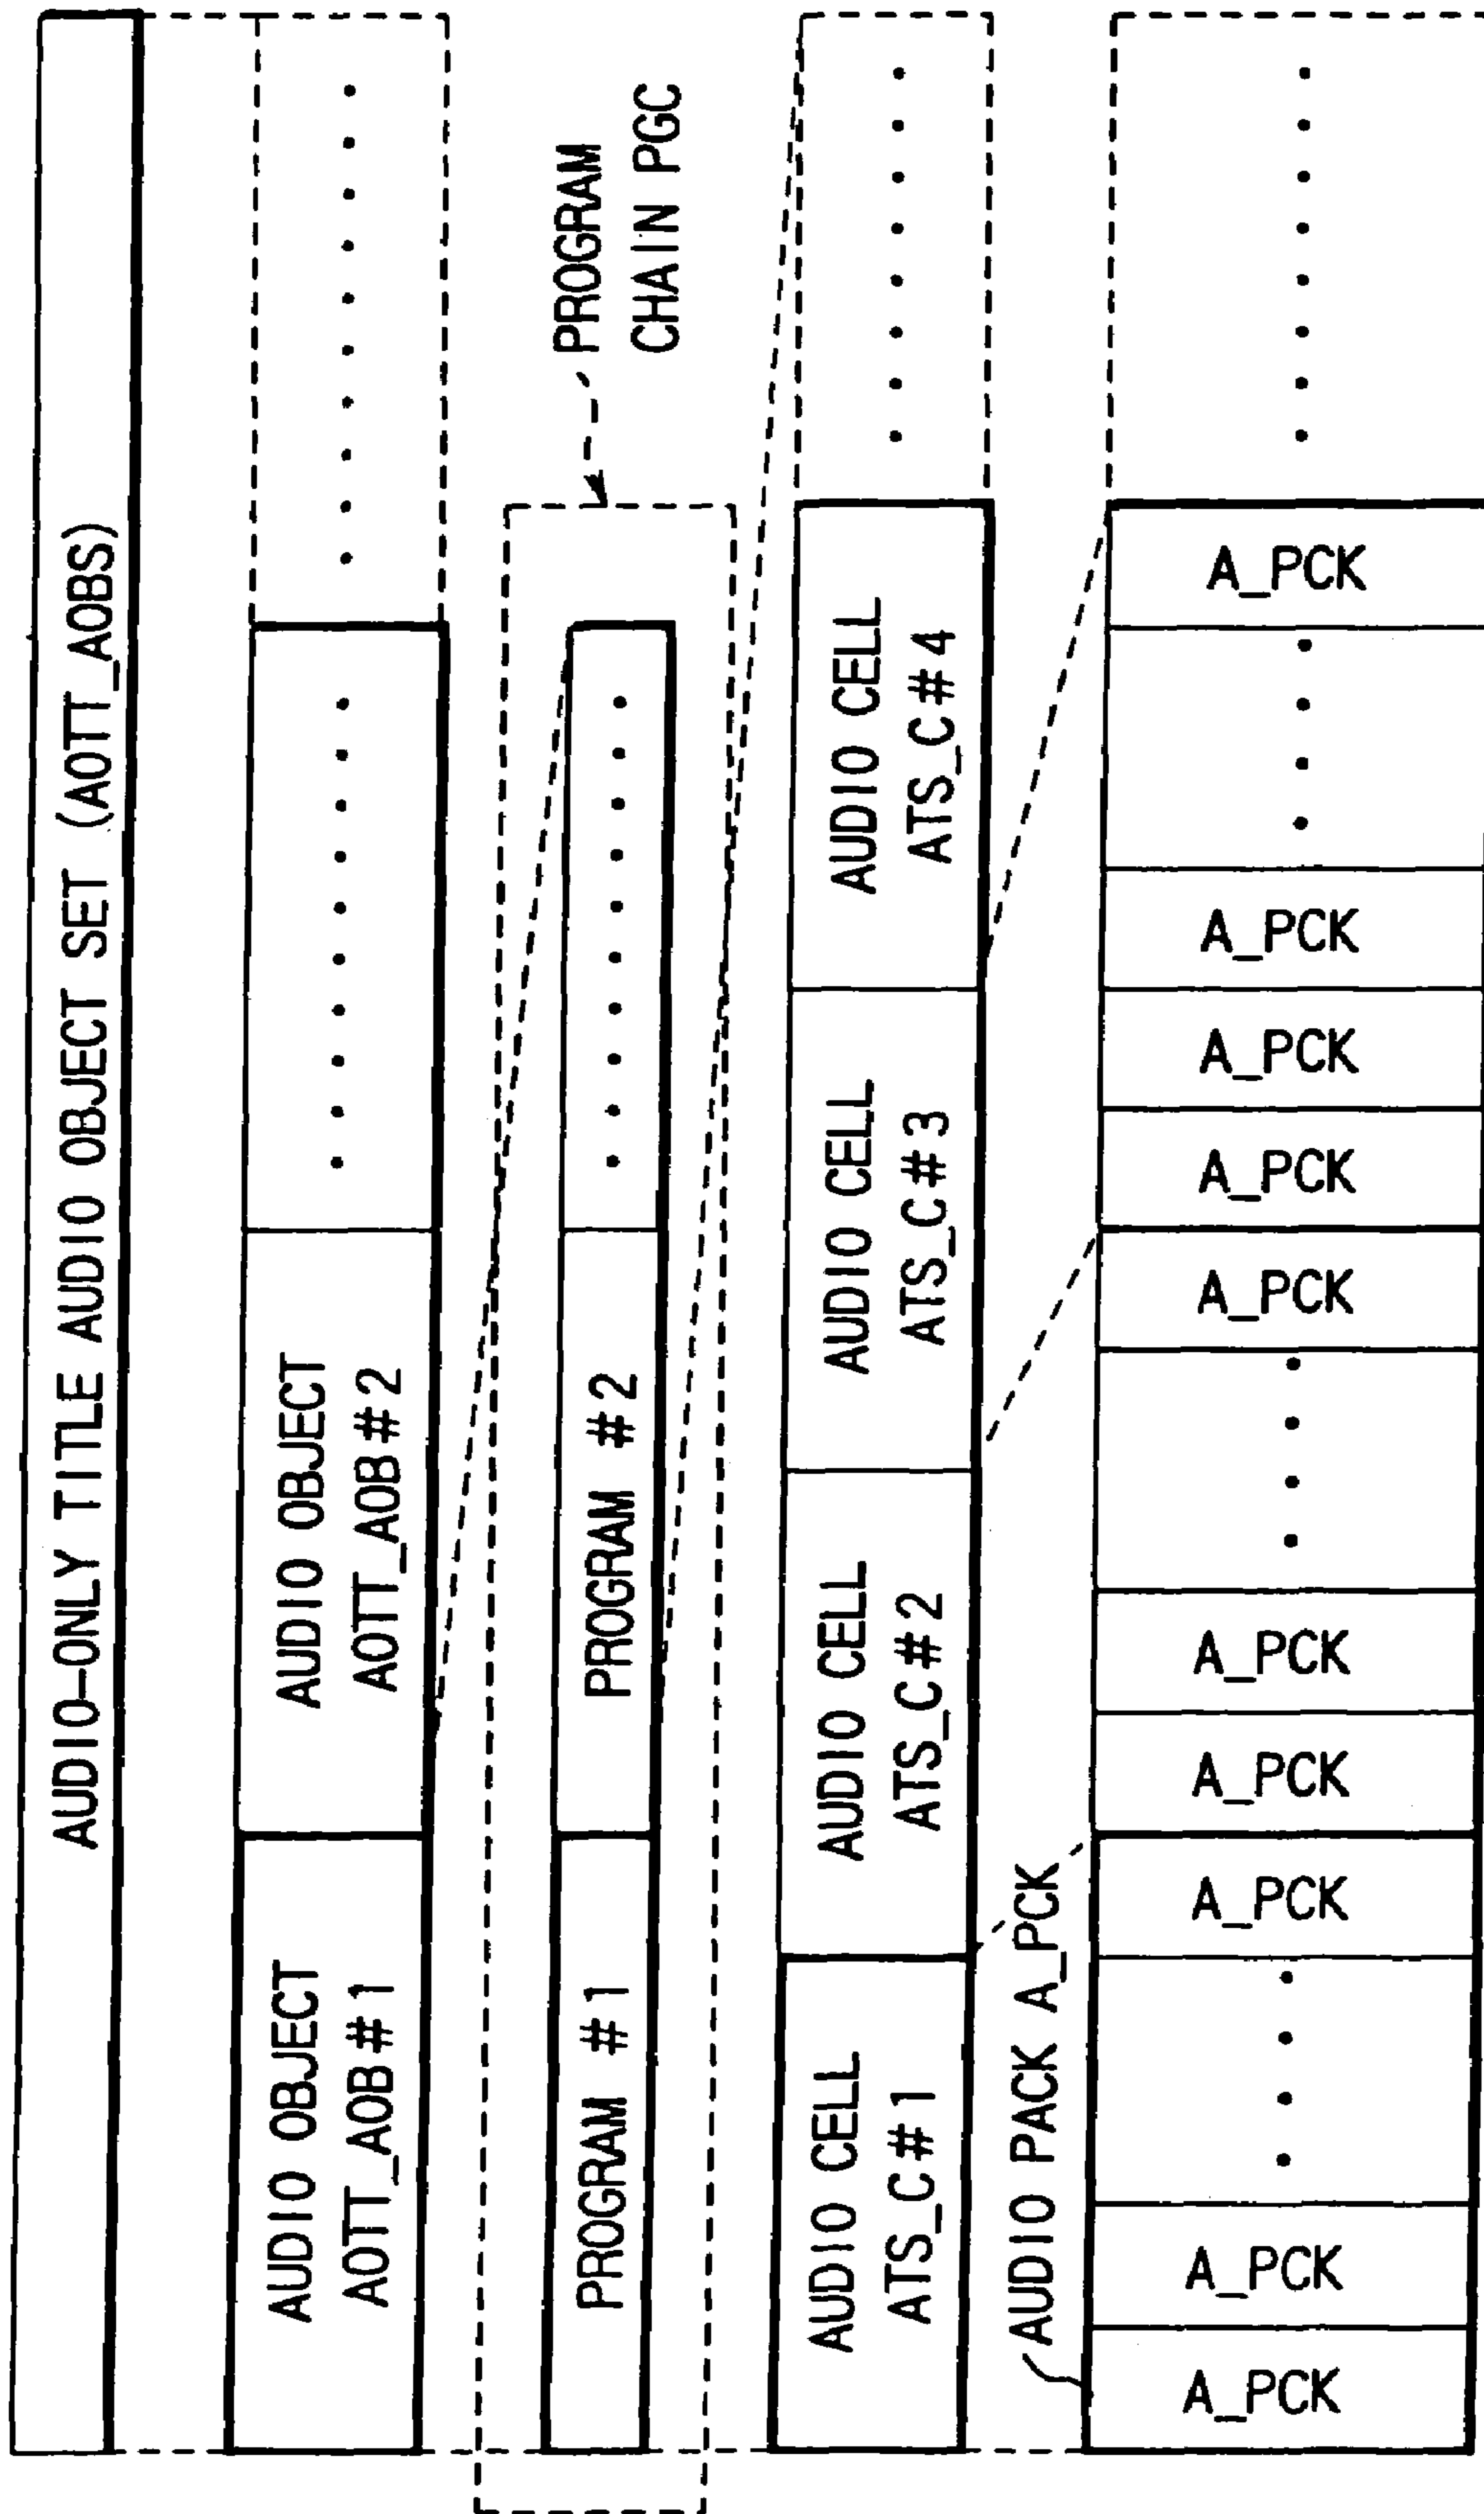 AUDIO-ONLY TITLE AUDIO OBJECT SET (AOTT_AOBS)
AUDIO OBJECT
AOTT_AOB#1
AUDIO OBJECT
AOTT_AOB#2
PROGRAM #1
PROGRAM #2
PROGRAM
CHAIN PGC
AUDIO CELL
ATS_C#1
AUDIO CELL
ATS_C#2
AUDIO CELL
ATS_C#3
AUDIO CELL
ATS_C#4
AUDIO PACK A_PCK
A_PCK
A_PCK
A_PCK
A_PCK
A_PCK
A_PCK
A_PCK
A_PCK
A_PCK
A_PCK